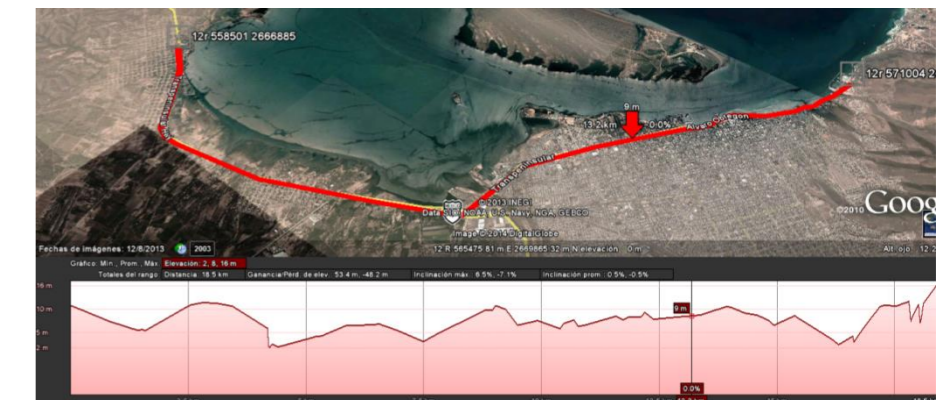 12r 558501 2666885
12r 571004 2
9 m
13.2 km 0.0%
Alvaro Obregon
Transpeninsular
©2013 INEGI
Data SIO, NOAA, U.S. Navy, NGA, GEBCO
Image © 2014 DigitalGlobe
©2010 Goog
Fechas de imágenes: 12/8/2013 2003
12 R 565475.81 m E 2669865.32 m N elevación 0 m
Alt. ojo 12.2
Gráfico: Mín., Prom., Máx. Elevación: 2, 8, 16 m
Totales del rango: Distancia: 18.5 km Ganancia/Pérd. de elev.: 53.4 m, -48.2 m Inclinación máx.: 6.5%, -7.1% Inclinación prom.: 0.5%, -0.5%
16 m
10 m
9 m
5 m
2 m
0.0%